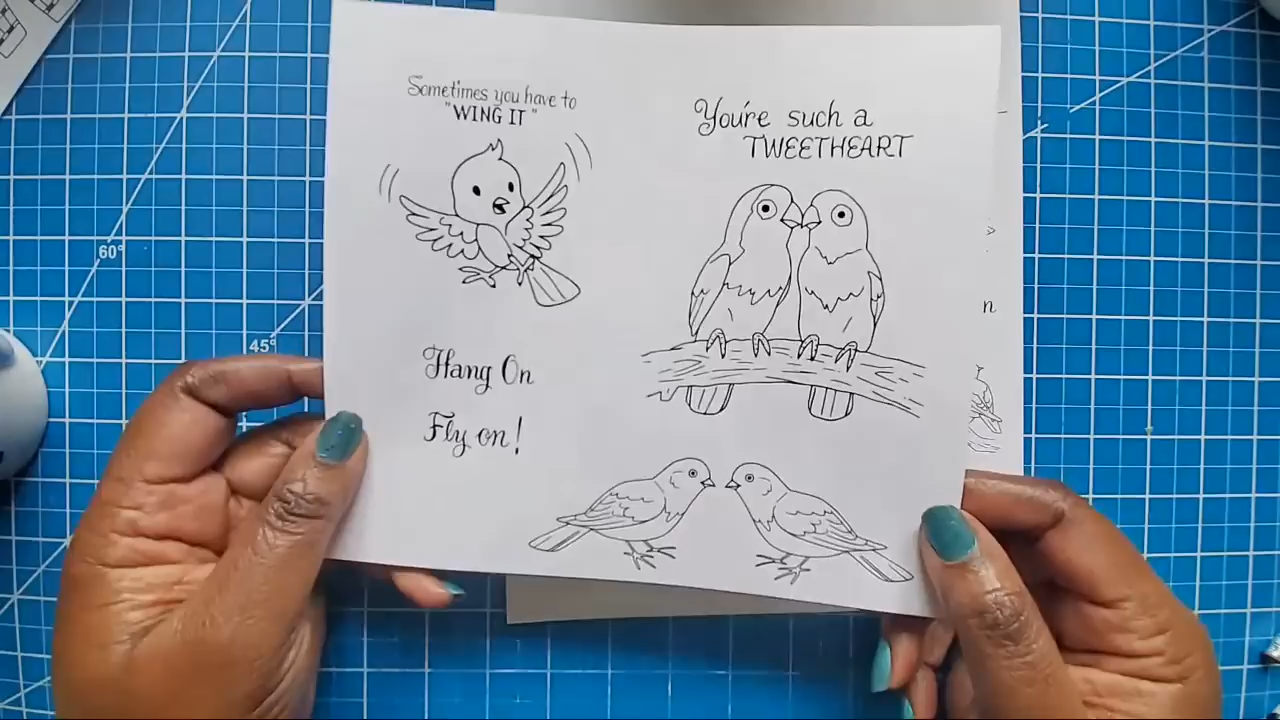 Sometimes you have to
"WING IT"
You're such a
TWEETHEART
Hang On
Fly on!
60°
45°
n